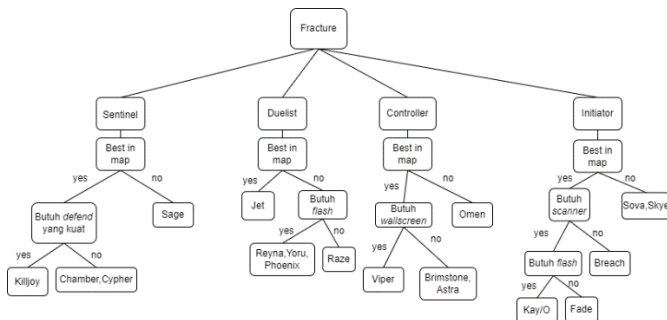 Fracture
Sentinel
Duelist
Controller
Initiator
Best in
map
Best in
map
Best in
map
Best in
map
yes
no
yes
no
yes
no
yes
no
Butuh defend
yang kuat
Sage
Jet
Butuh
flash
Butuh
wallscreen
Omen
Butuh
scanner
Sova,Skye
yes
no
yes
no
yes
no
yes
no
Killjoy
Chamber,Cypher
Reyna,Yoru,
Phoenix
Raze
Viper
Brimstone,
Astra
Butuh flash
Breach
yes
no
Kay/O
Fade